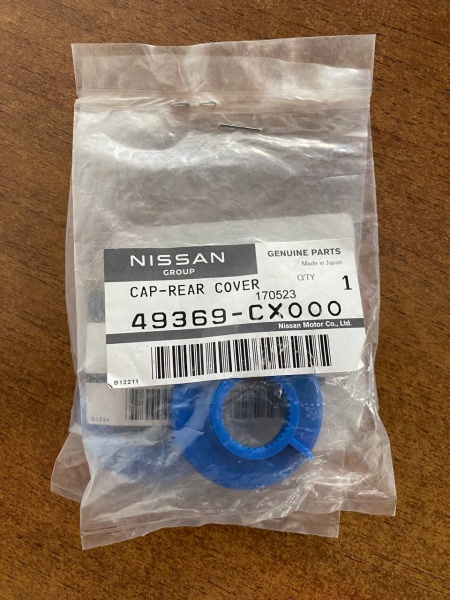 NISSAN
GROUP
GENUINE PARTS
Made in Japan
CAP-REAR COVER
Q'TY 1
170523
49369-CX000
Nissan Motor Co., Ltd.
B12211